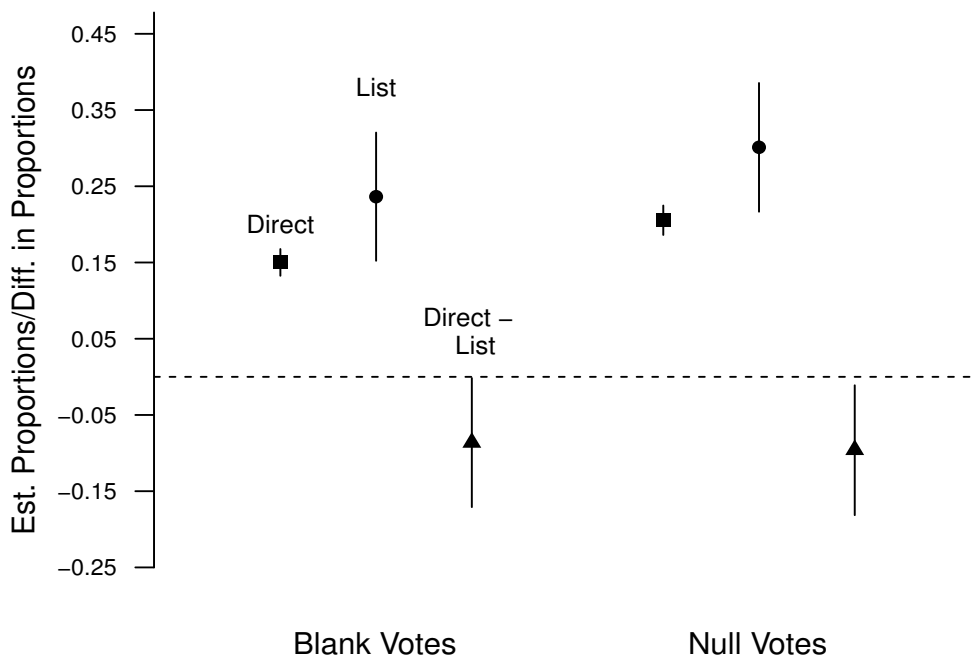 Est. Proportions/Diff. in Proportions
0.45
0.35
0.25
0.15
0.05
−0.05
−0.15
−0.25
List
Direct
Direct −
List
Blank Votes
Null Votes